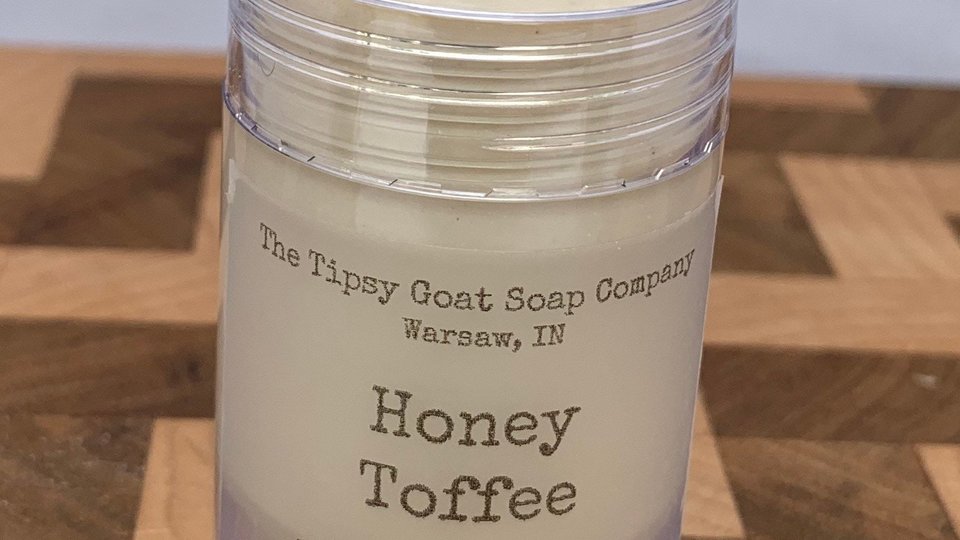 The Tipsy Goat Soap Company
Warsaw, IN
Honey
Toffee